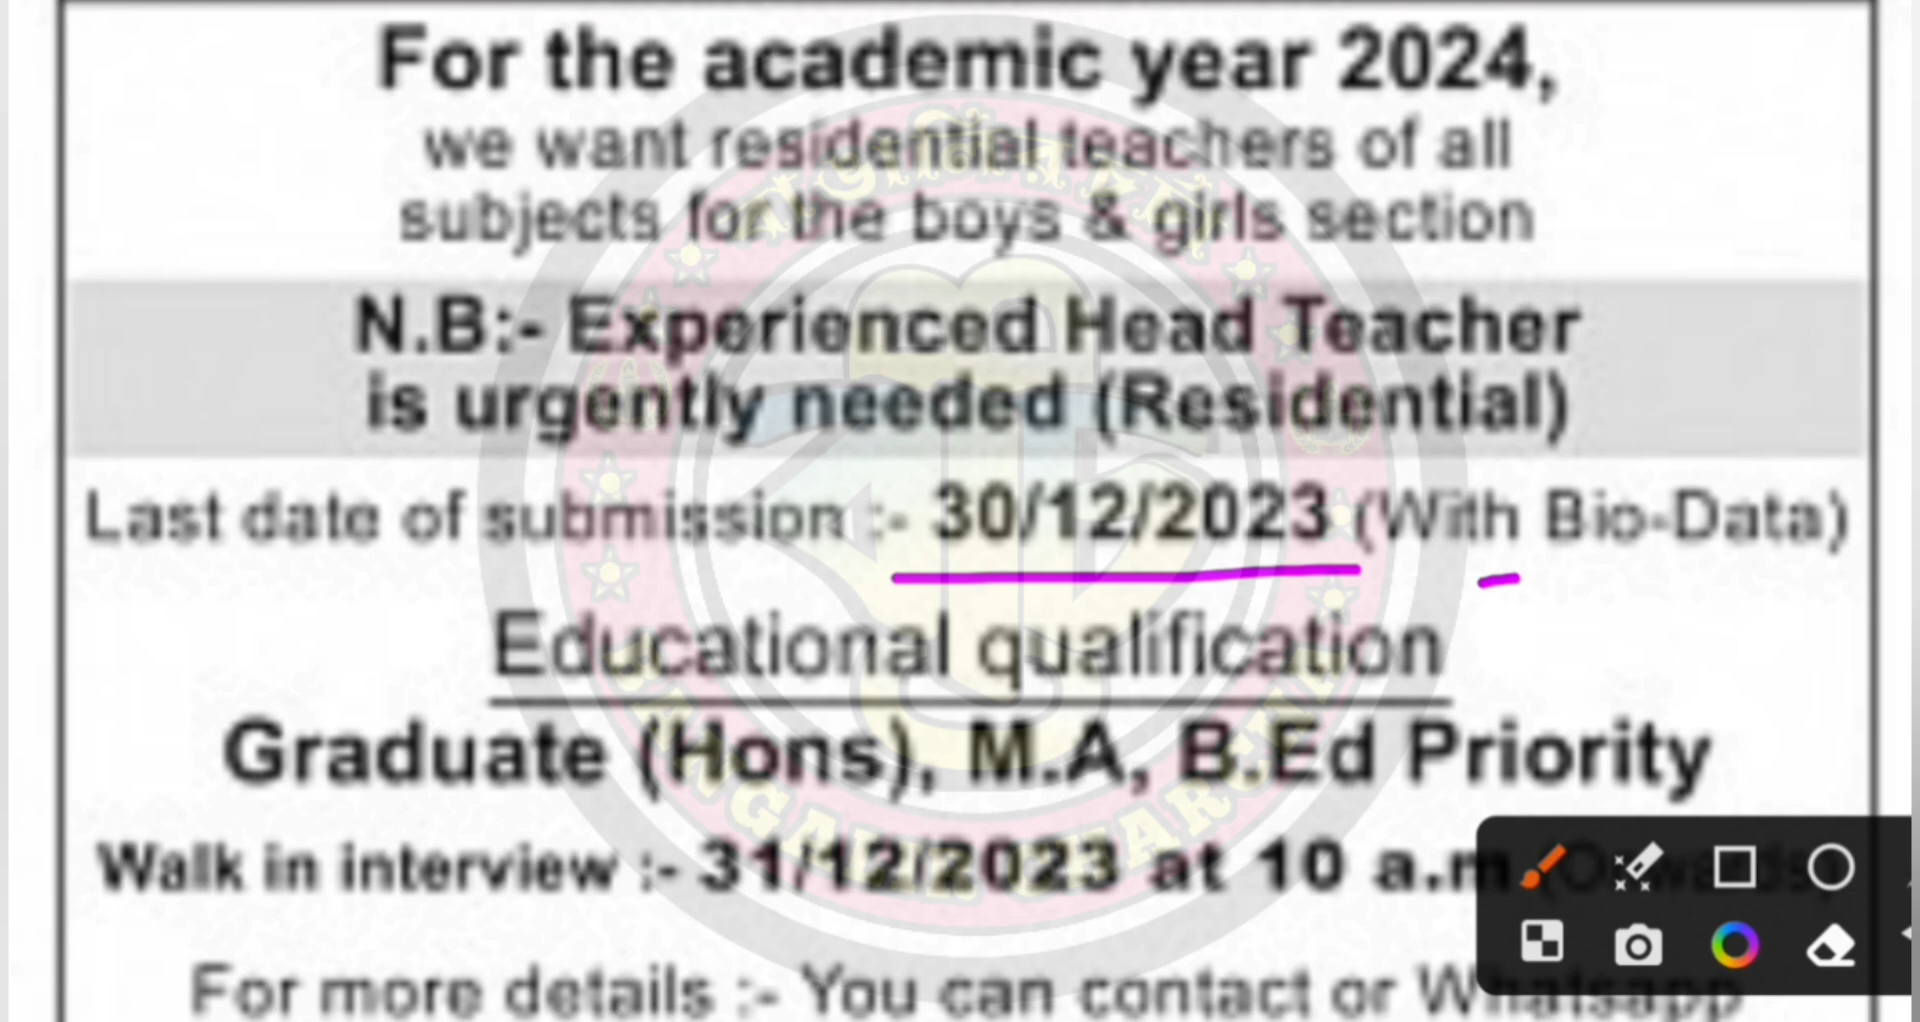 For the academic year 2024,
we want residential teachers of all
subjects for the boys & girls section
N.B:- Experienced Head Teacher
is urgently needed (Residential)
Last date of submission :- 30/12/2023 (With Bio-Data)
Educational qualification
Graduate (Hons), M.A, B.Ed Priority
Walk in interview :- 31/12/2023 at 10 a.m
For more details :- You can contact or Whatsapp